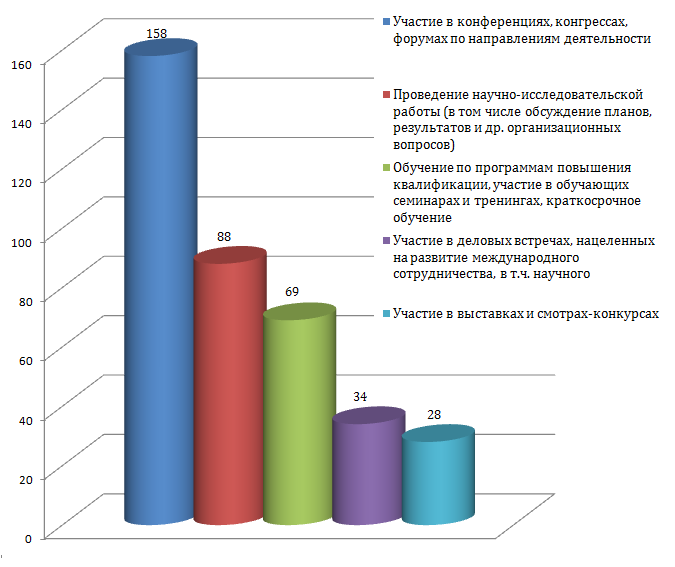 158
88
69
34
28
160
140
120
100
80
60
40
20
0
Участие в конференциях, конгрессах,
форумах по направлениям деятельности
Проведение научно-исследовательской
работы (в том числе обсуждение планов,
результатов и др. организационных
вопросов)
Обучение по программам повышения
квалификации, участие в обучающих
семинарах и тренингах, краткосрочное
обучение
Участие в деловых встречах, нацеленных
на развитие международного
сотрудничества, в т.ч. научного
Участие в выставках и смотрах-конкурсах